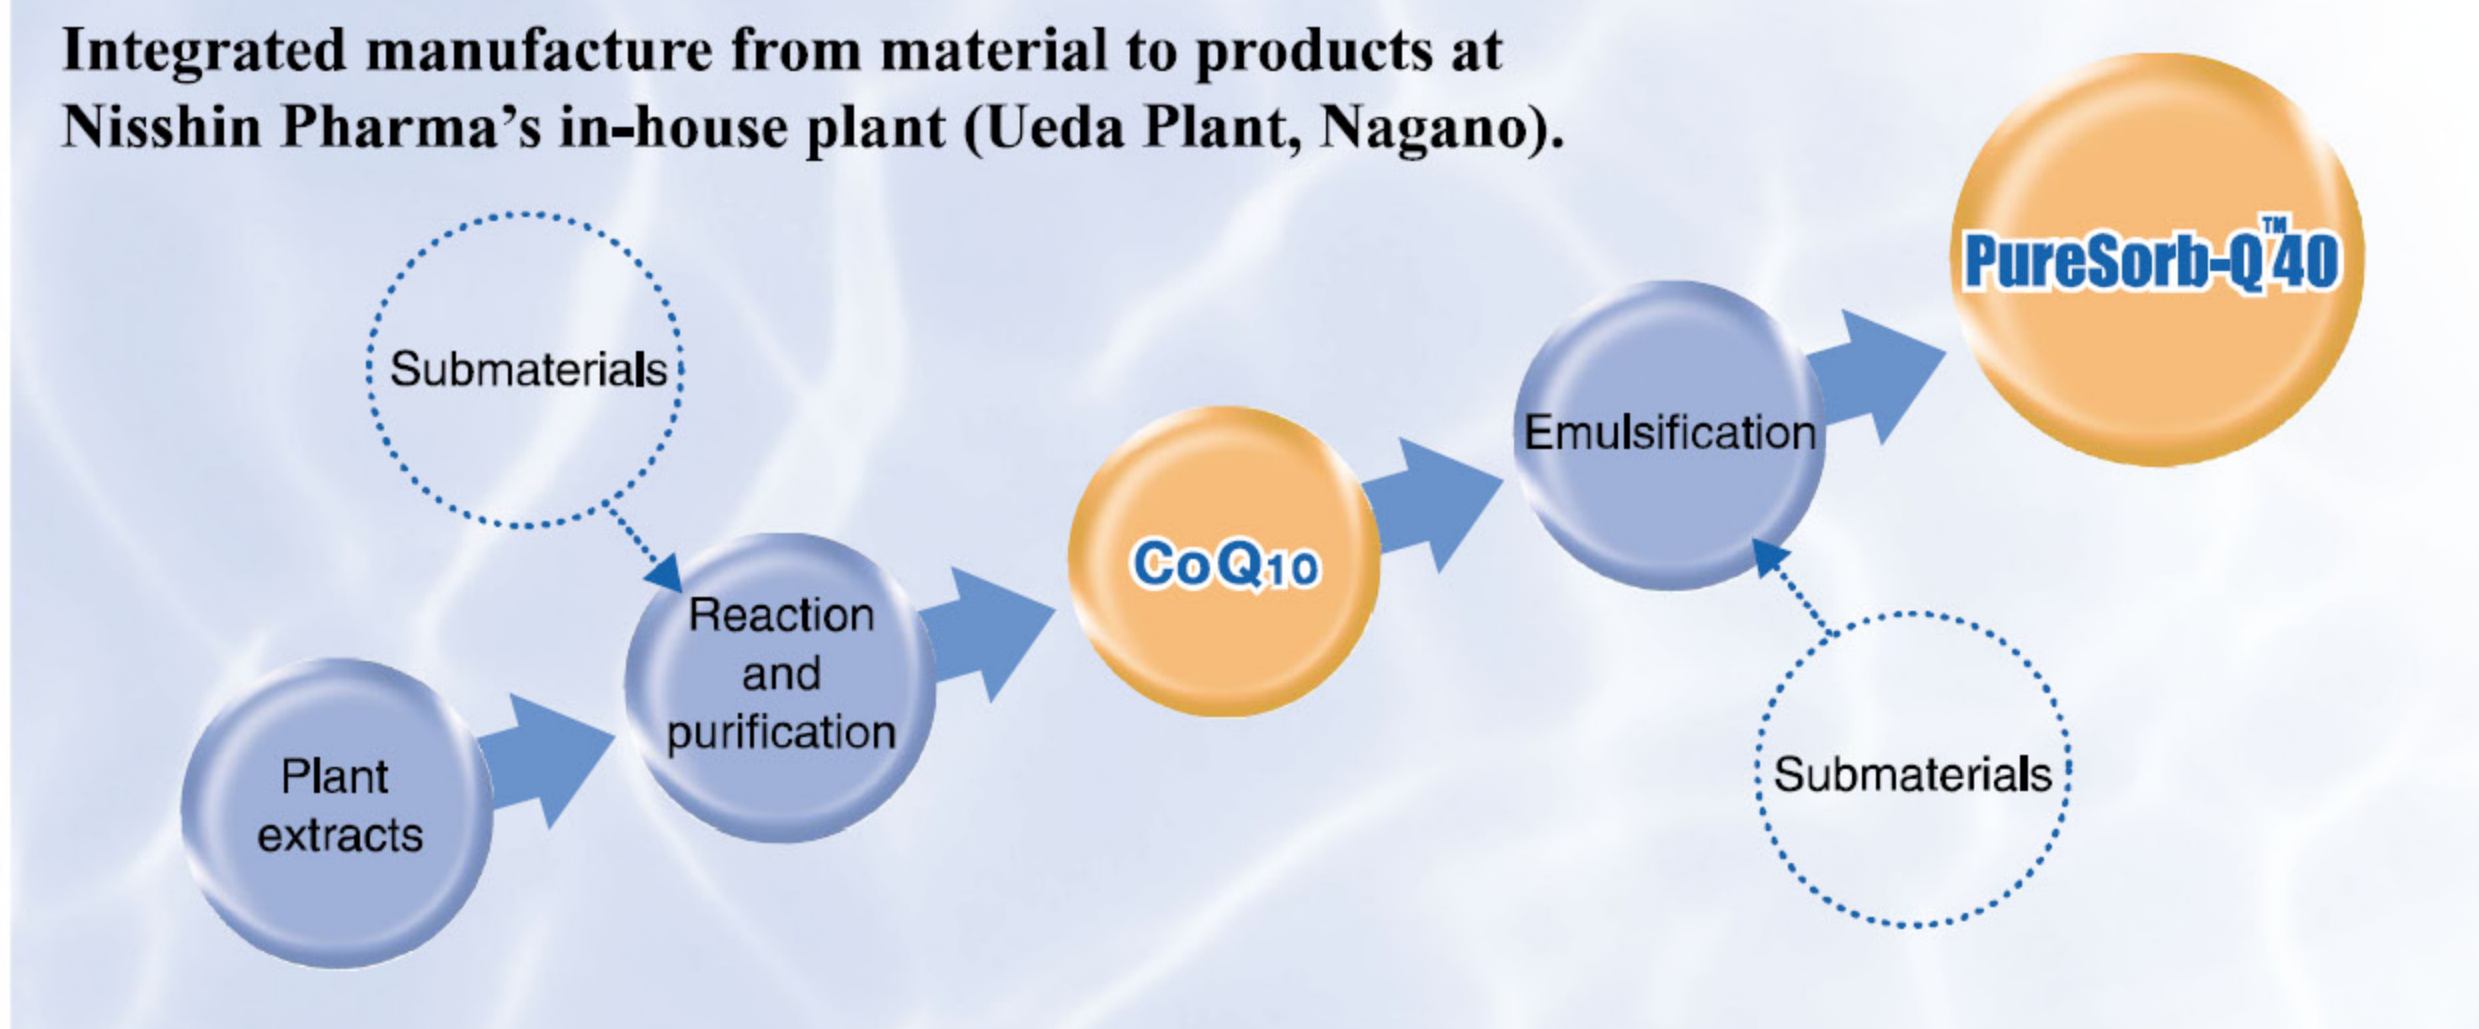 Integrated manufacture from material to products at
Nisshin Pharma’s in-house plant (Ueda Plant, Nagano).
PureSorb-Q™40
Submaterials
Emulsification
CoQ10
Reaction
and
purification
Plant
extracts
Submaterials